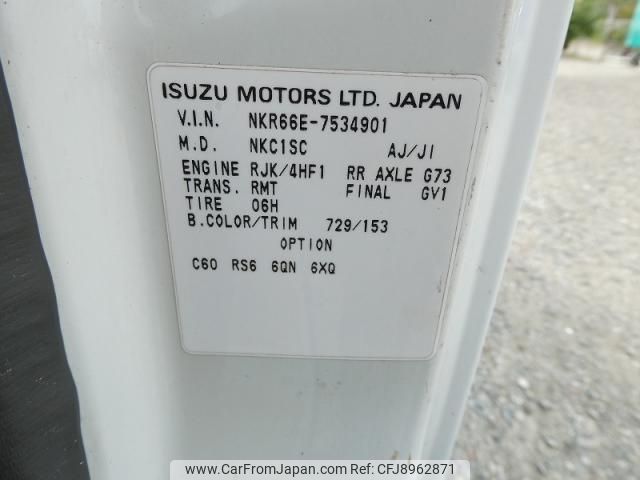 ISUZU MOTORS LTD. JAPAN
V.I.N. NKR66E-7534901
M.D. NKC1SC AJ/JI
ENGINE RJK/4HF1 RR AXLE G73
TRANS. RMT FINAL GV1
TIRE 06H
B.COLOR/TRIM 729/153
OPTION
C60 RS6 6QN 6XQ
www.CarFromJapan.com | ©CFJ8962871